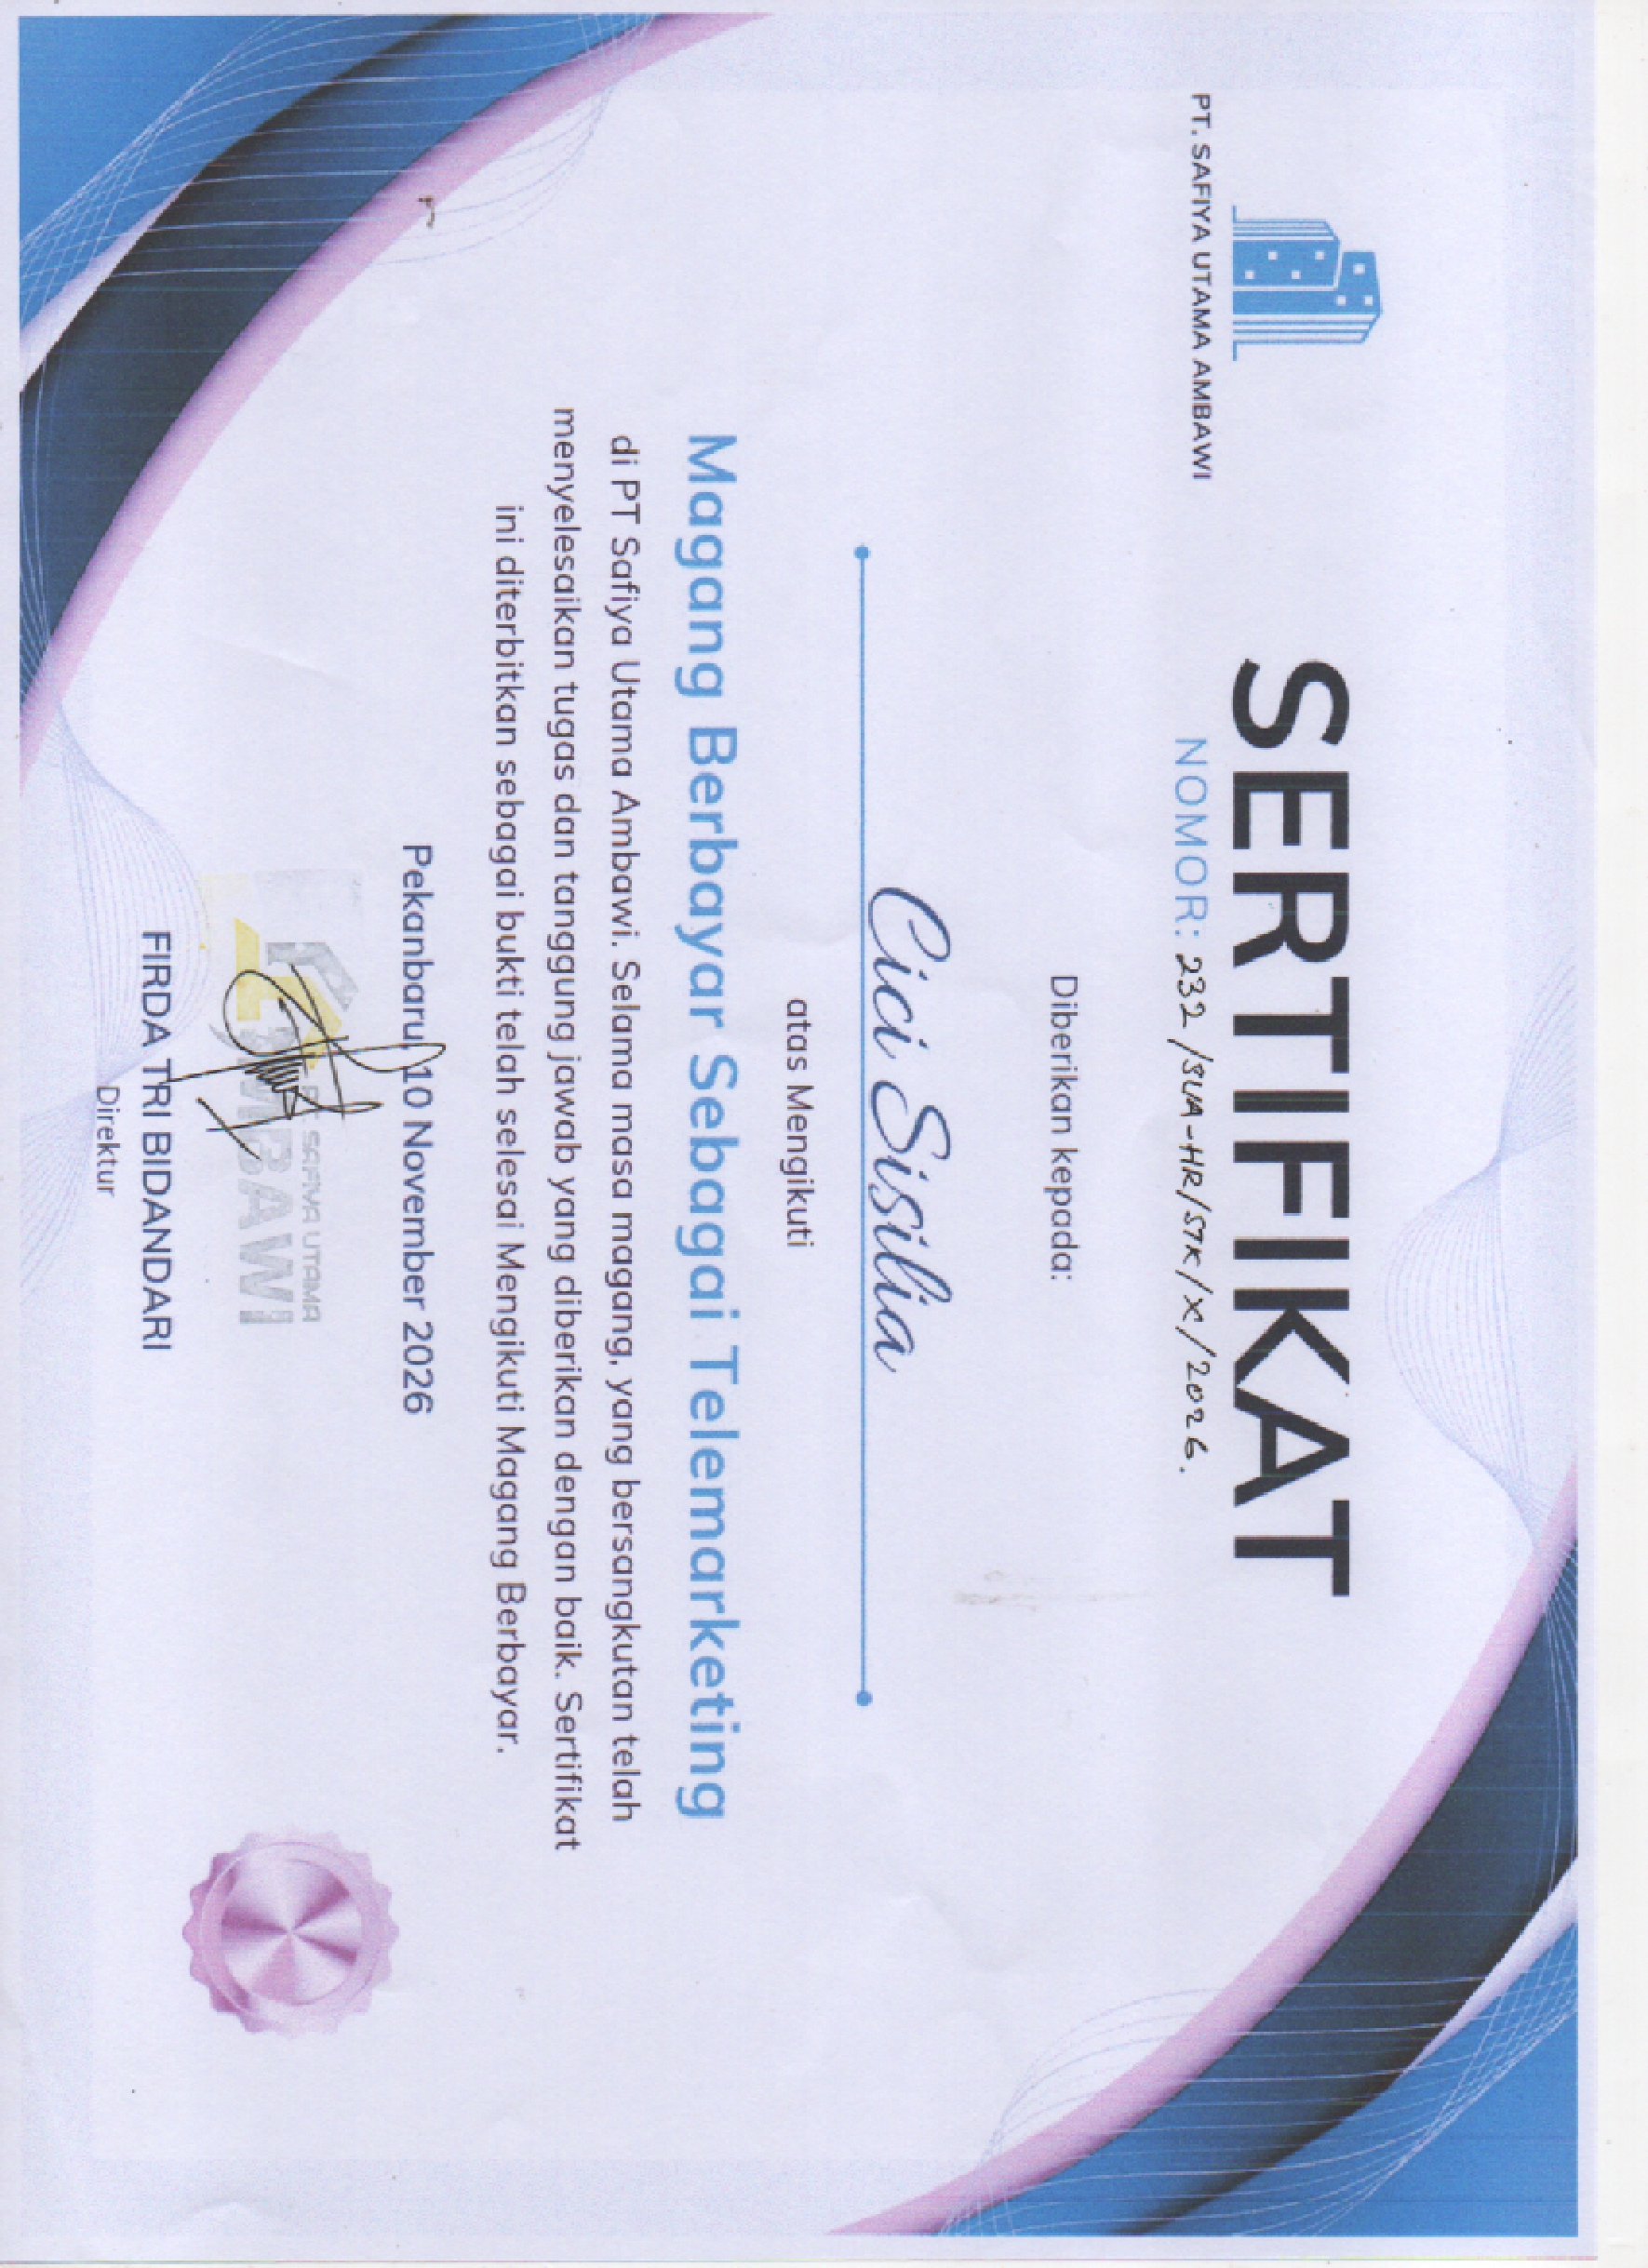 PT. SAFIYA UTAMA AMBAWI
SERTIFIKAT
NOMOR: 232 /SUA-HR/STK/X/2026.
Diberikan kepada:
Cici Sisilia
atas Mengikuti
Magang Berbayar Sebagai Telemarketing
di PT Safiya Utama Ambawi. Selama masa magang, yang bersangkutan telah
menyelesaikan tugas dan tanggung jawab yang diberikan dengan baik. Sertifikat
ini diterbitkan sebagai bukti telah selesai Mengikuti Magang Berbayar.
Pekanbaru, 10 November 2026
PT. SAFIYA UTAMA
AMBAWI
FIRDA TRI BIDANDARI
Direktur